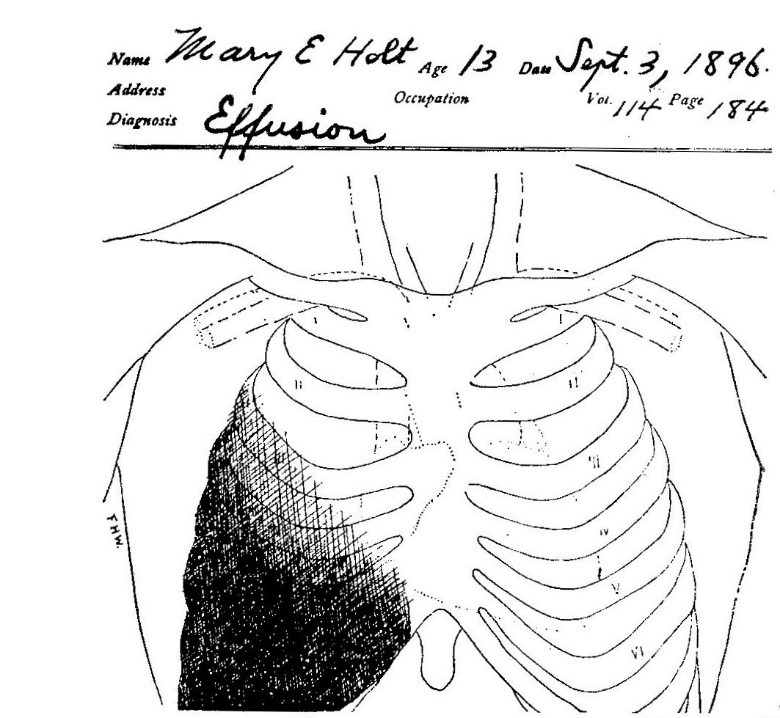 Name Mary E Holt Age 13 Date Sept. 3, 1896.
Address Occupation Vol. 114 Page 184
Diagnosis Effusion
I I
II II
III III
IV
V
VI
F.H.W.